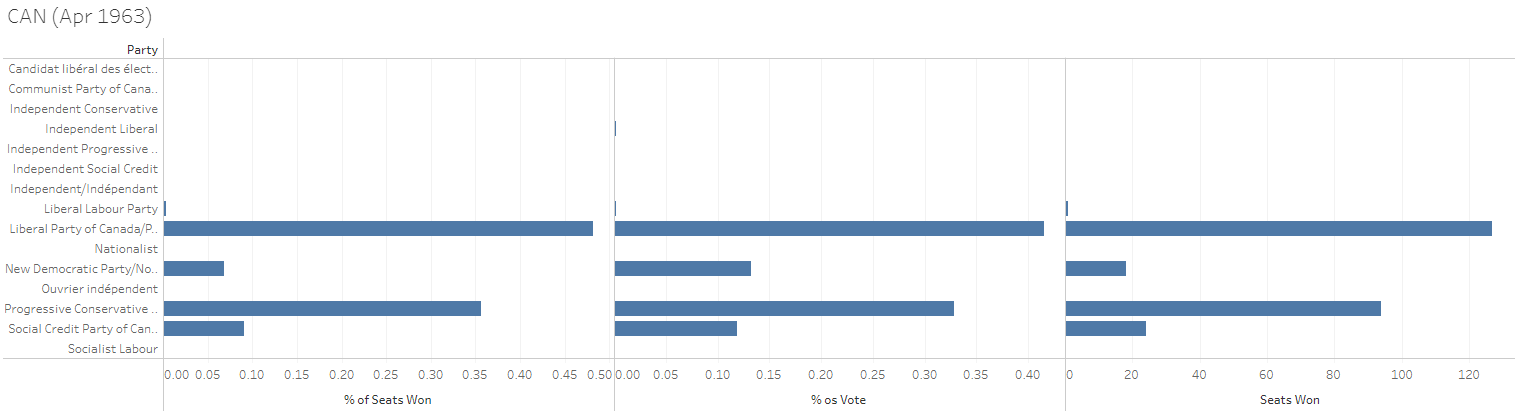 CAN (Apr 1963)
Party
Candidat libéral des élect..
Communist Party of Cana..
Independent Conservative
Independent Liberal
Independent Progressive ..
Independent Social Credit
Independent/Indépendant
Liberal Labour Party
Liberal Party of Canada/P..
Nationalist
New Democratic Party/No..
Ouvrier indépendent
Progressive Conservative ..
Social Credit Party of Can..
Socialist Labour
0.00 0.05 0.10 0.15 0.20 0.25 0.30 0.35 0.40 0.45 0.50 0.00 0.05 0.10 0.15 0.20 0.25 0.30 0.35 0.40 0 20 40 60 80 100 120
% of Seats Won % os Vote Seats Won